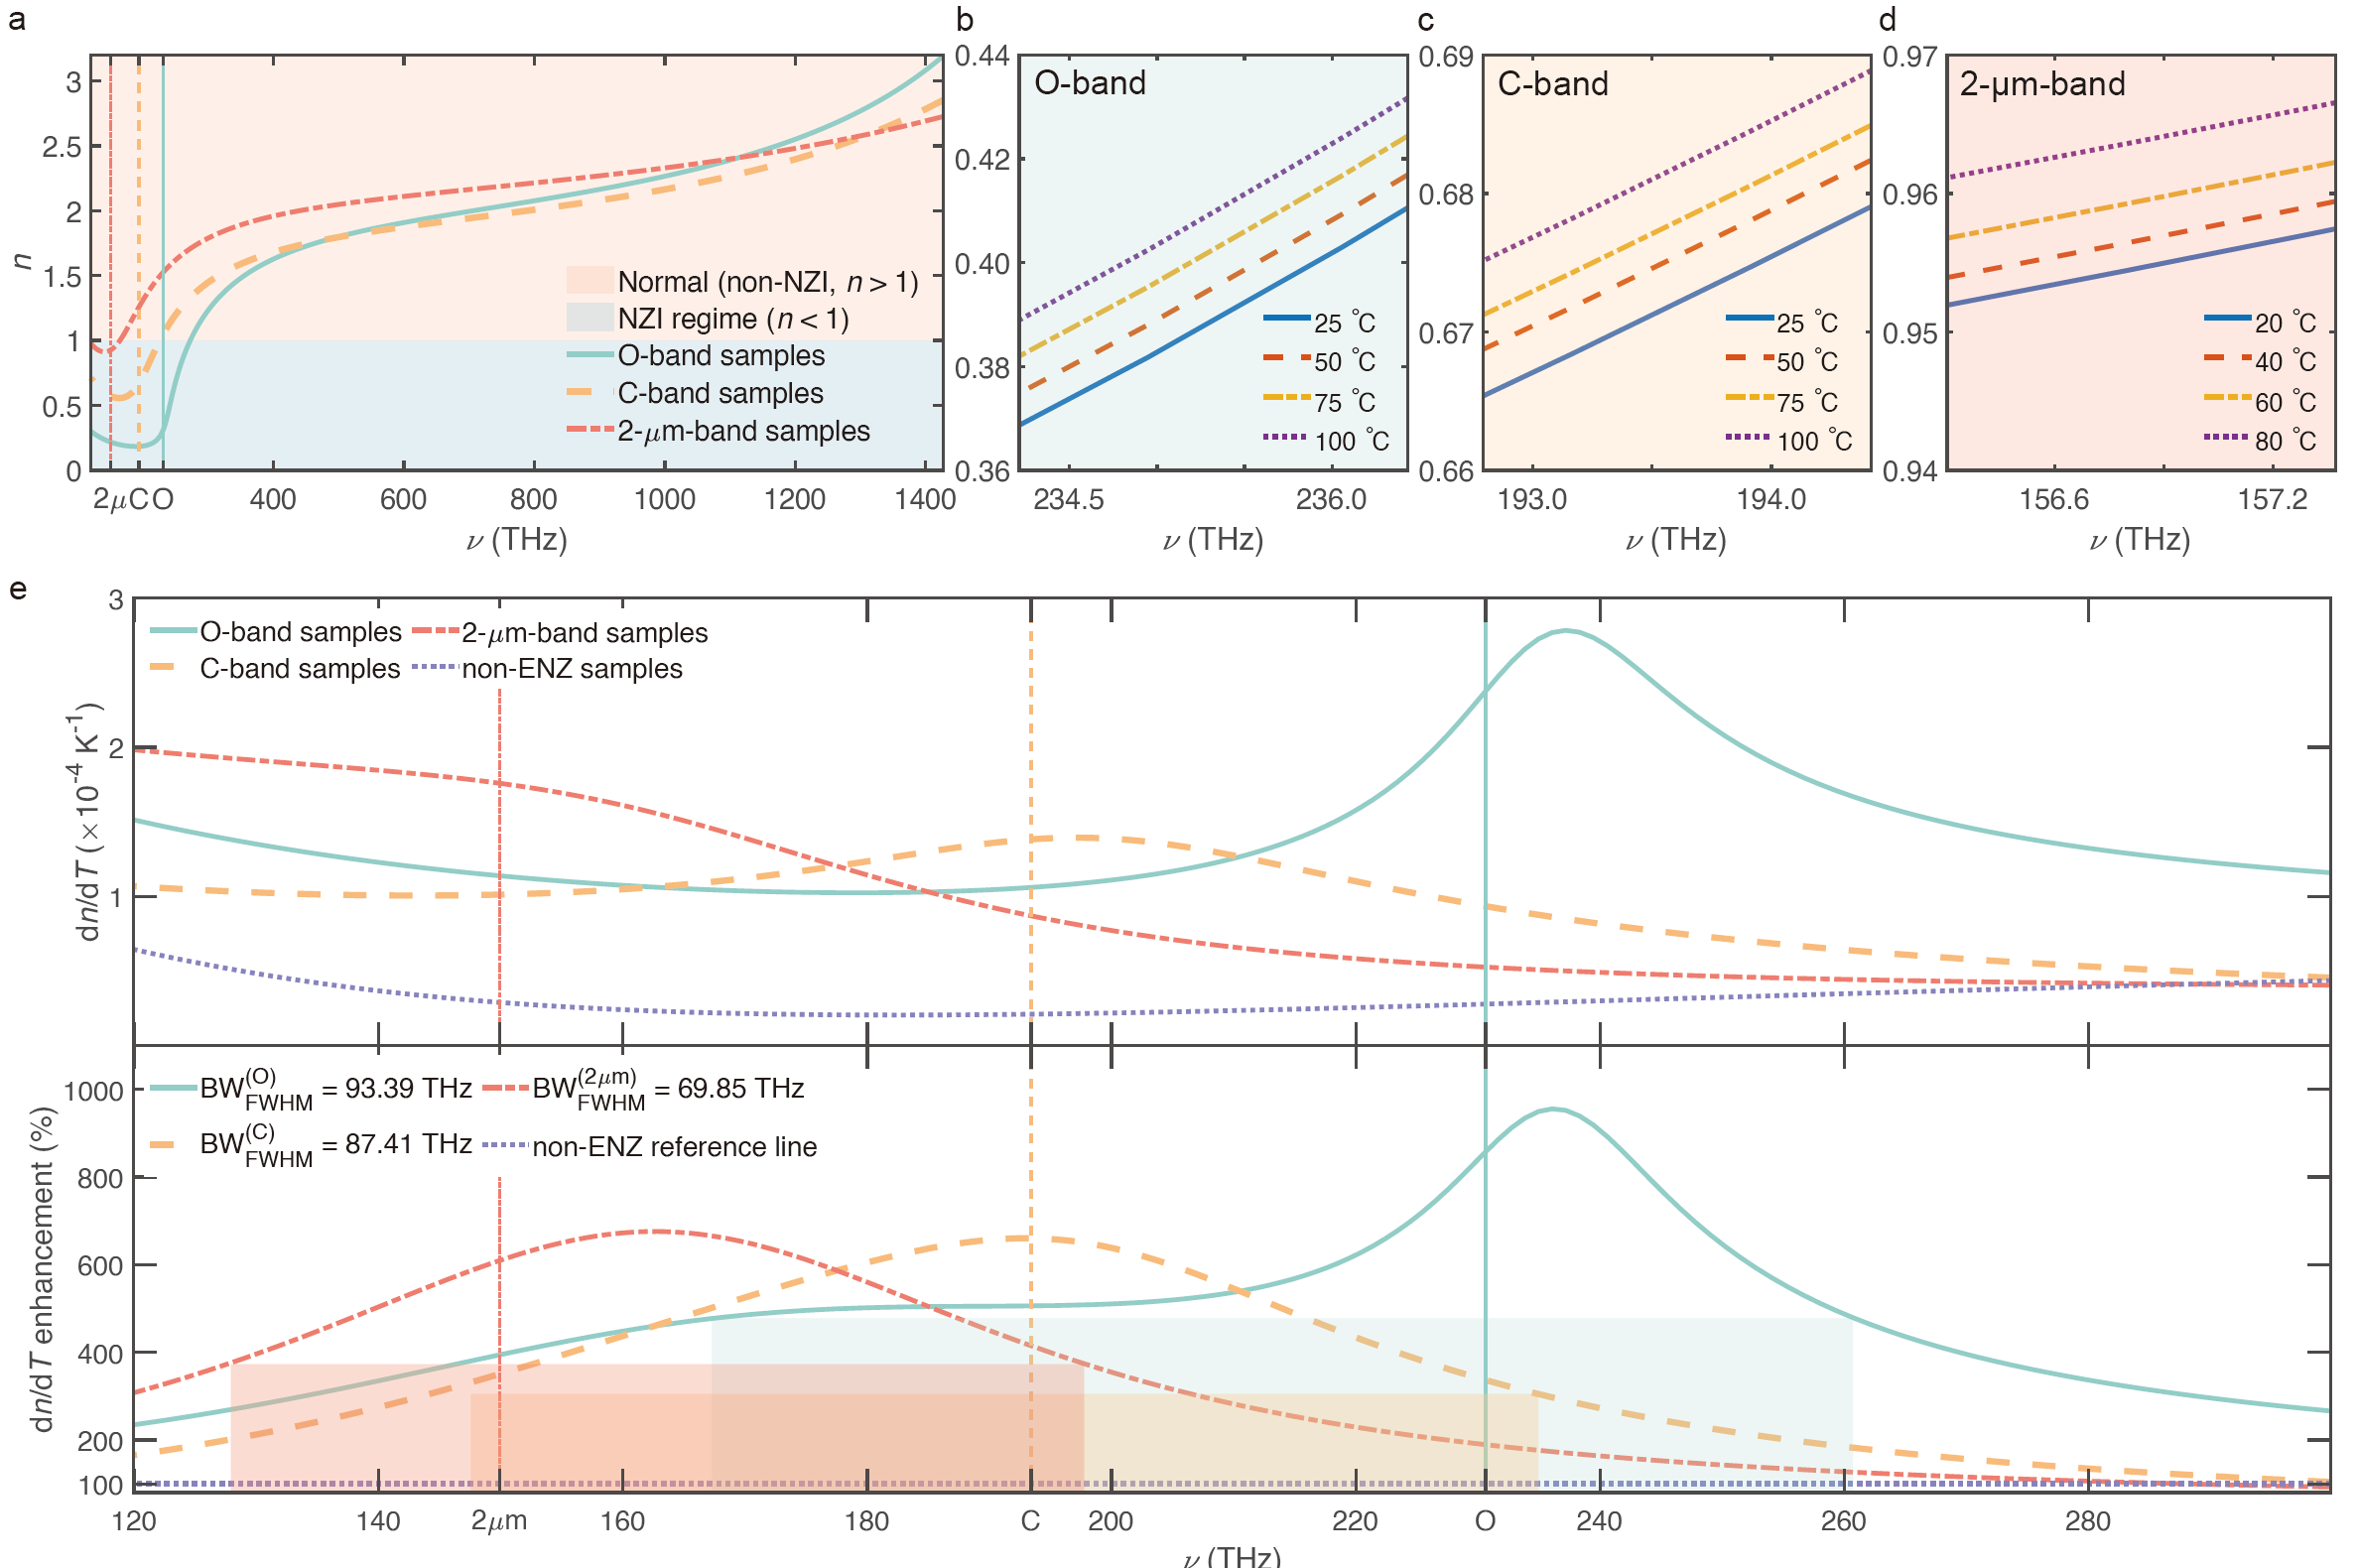 a
n
3
2.5
2
1.5
1
0.5
0
Normal (non-NZI, n > 1)
NZI regime (n < 1)
O-band samples
C-band samples
2-μm-band samples
2μ C O 400 600 800 1000 1200 1400
ν (THz)
b
0.44
0.42
0.40
0.38
0.36
O-band
25 °C
50 °C
75 °C
100 °C
234.5 236.0
ν (THz)
c
0.69
0.68
0.67
0.66
C-band
25 °C
50 °C
75 °C
100 °C
193.0 194.0
ν (THz)
d
0.97
0.96
0.95
0.94
2-μm-band
20 °C
40 °C
60 °C
80 °C
156.6 157.2
ν (THz)
e
dn/dT (×10⁻⁴ K⁻¹)
3
2
1
O-band samples 2-μm-band samples
C-band samples non-ENZ samples
dn/dT enhancement (%)
1000
800
600
400
200
100
BW(O)FWHM = 93.39 THz BW(2μm)FWHM = 69.85 THz
BW(C)FWHM = 87.41 THz non-ENZ reference line
120 140 2μm 160 180 C 200 220 O 240 260 280
ν (THz)